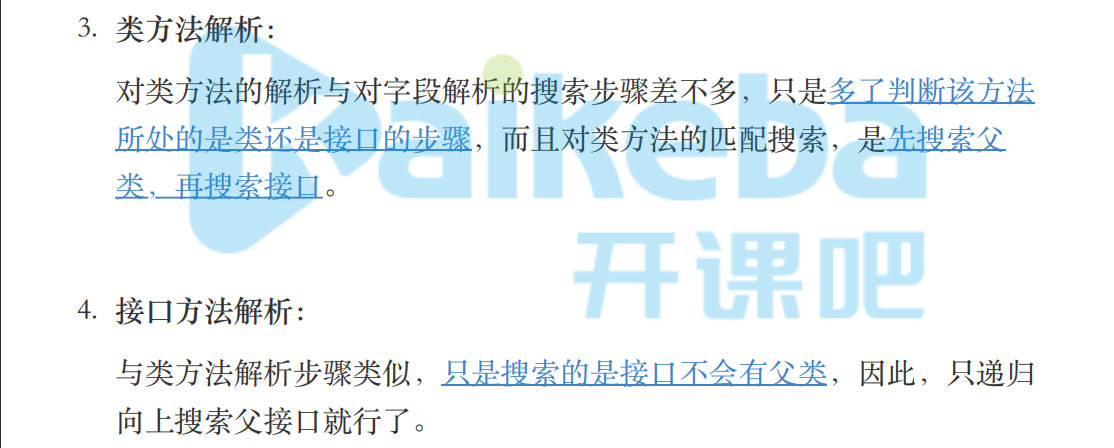 3. 类方法解析：
对类方法的解析与对字段解析的搜索步骤差不多，只是多了判断该方法
所处的是类还是接口的步骤，而且对类方法的匹配搜索，是先搜索父
类，再搜索接口。
aikeba
开课吧
4. 接口方法解析：
与类方法解析步骤类似，只是搜索的是接口不会有父类，因此，只递归
向上搜索父接口就行了。